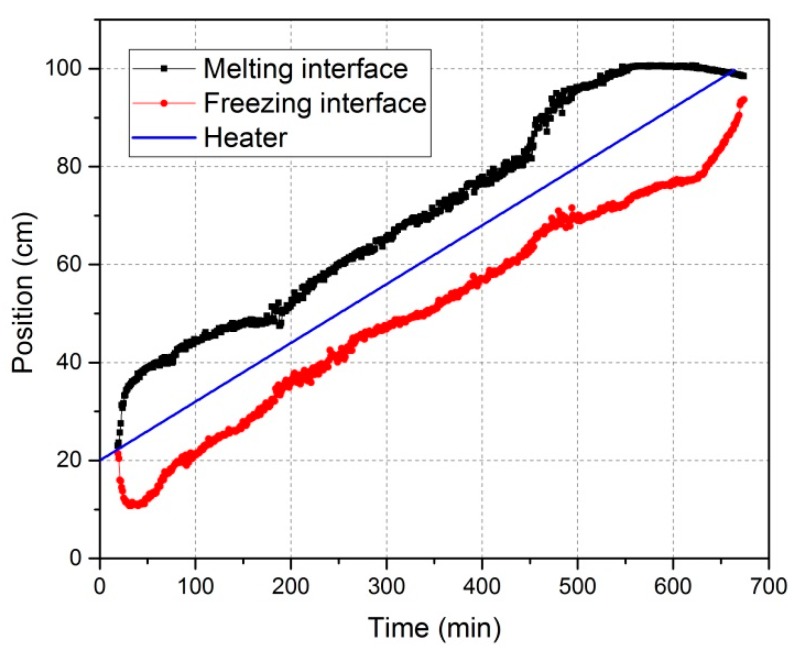 Melting interface
Freezing interface
Heater
Position (cm)
100
80
60
40
20
0
0 100 200 300 400 500 600 700
Time (min)